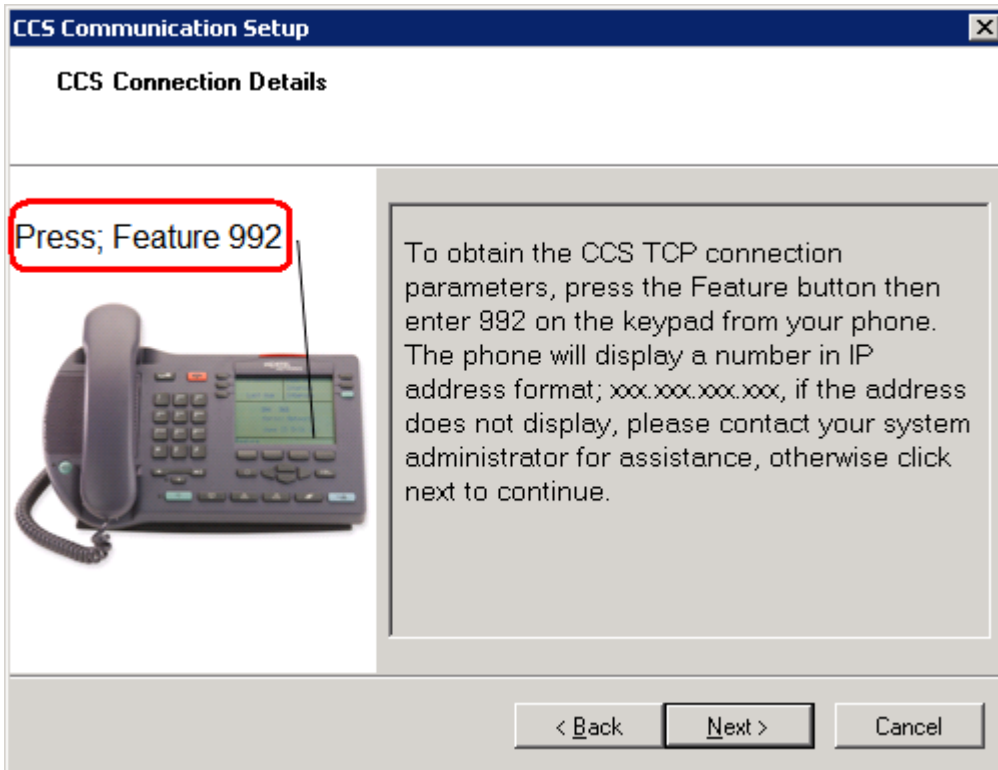 CCS Communication Setup
CCS Connection Details
Press; Feature 992
To obtain the CCS TCP connection
parameters, press the Feature button then
enter 992 on the keypad from your phone.
The phone will display a number in IP
address format; xxx.xxx.xxx.xxx, if the address
does not display, please contact your system
administrator for assistance, otherwise click
next to continue.
< Back
Next >
Cancel